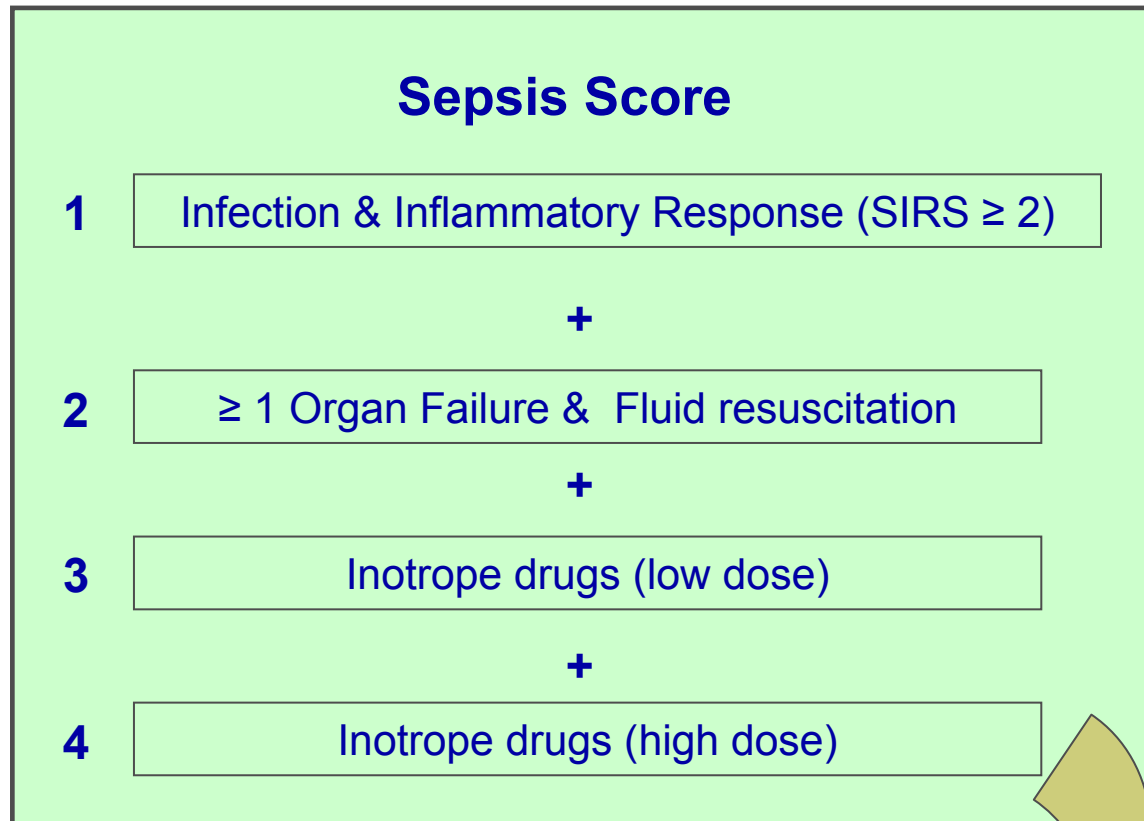 Sepsis Score
1 Infection & Inflammatory Response (SIRS ≥ 2)
+
2 ≥ 1 Organ Failure & Fluid resuscitation
+
3 Inotrope drugs (low dose)
+
4 Inotrope drugs (high dose)